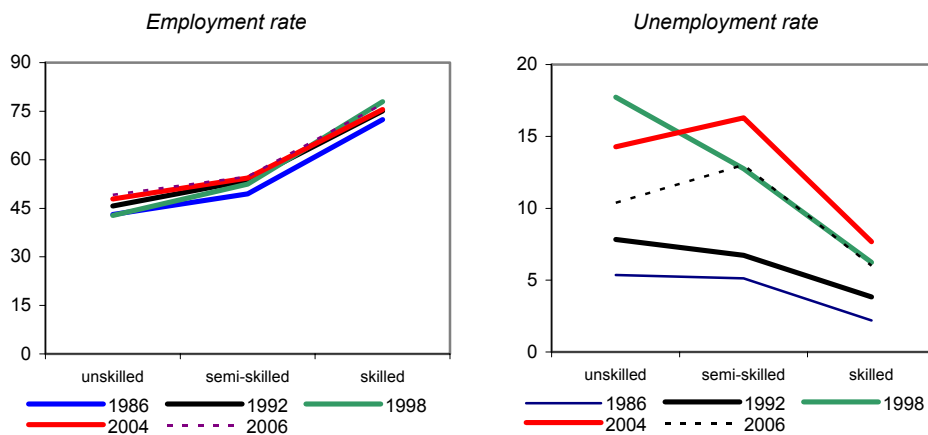 Employment rate
90
75
60
45
30
15
0
unskilled semi-skilled skilled
1986 1992 1998
2004 2006
Unemployment rate
20
15
10
5
0
unskilled semi-skilled skilled
1986 1992 1998
2004 2006